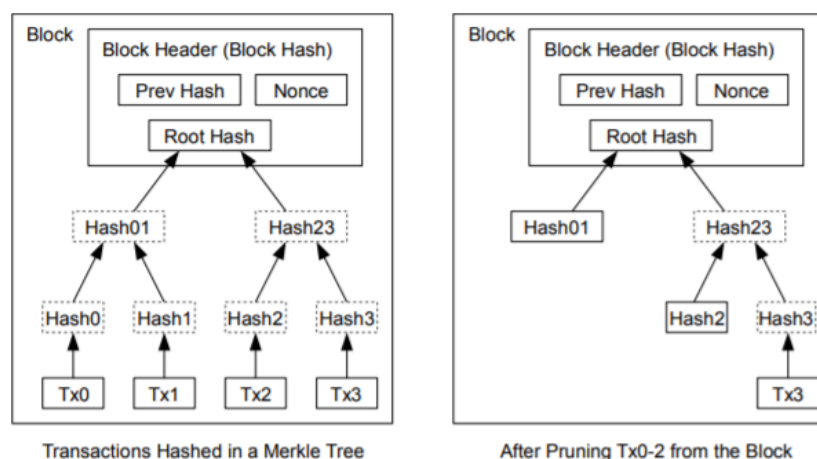 Block
Block Header (Block Hash)
Prev Hash
Nonce
Root Hash
Hash01
Hash23
Hash0
Hash1
Hash2
Hash3
Tx0
Tx1
Tx2
Tx3
Transactions Hashed in a Merkle Tree
Block
Block Header (Block Hash)
Prev Hash
Nonce
Root Hash
Hash01
Hash23
Hash2
Hash3
Tx3
After Pruning Tx0-2 from the Block